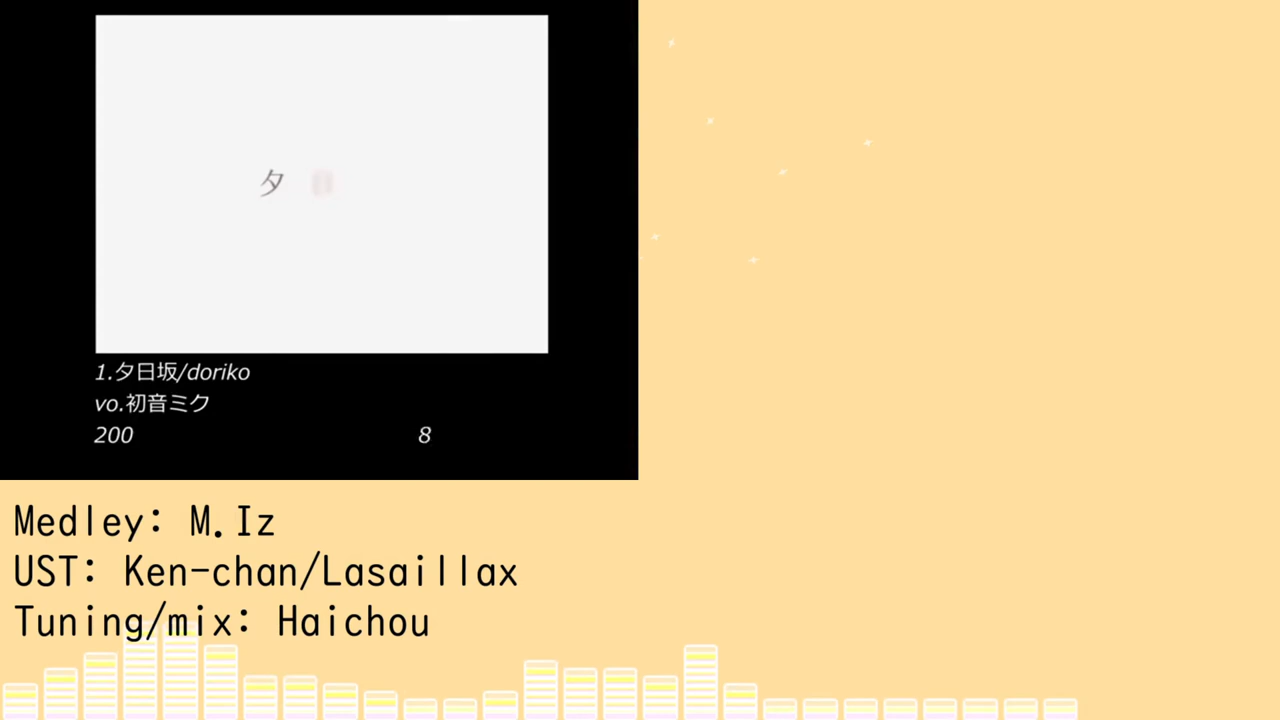 夕
1.夕日坂/doriko
vo.初音ミク
200 8
Medley: M.Iz
UST: Ken-chan/Lasaillax
Tuning/mix: Haichou